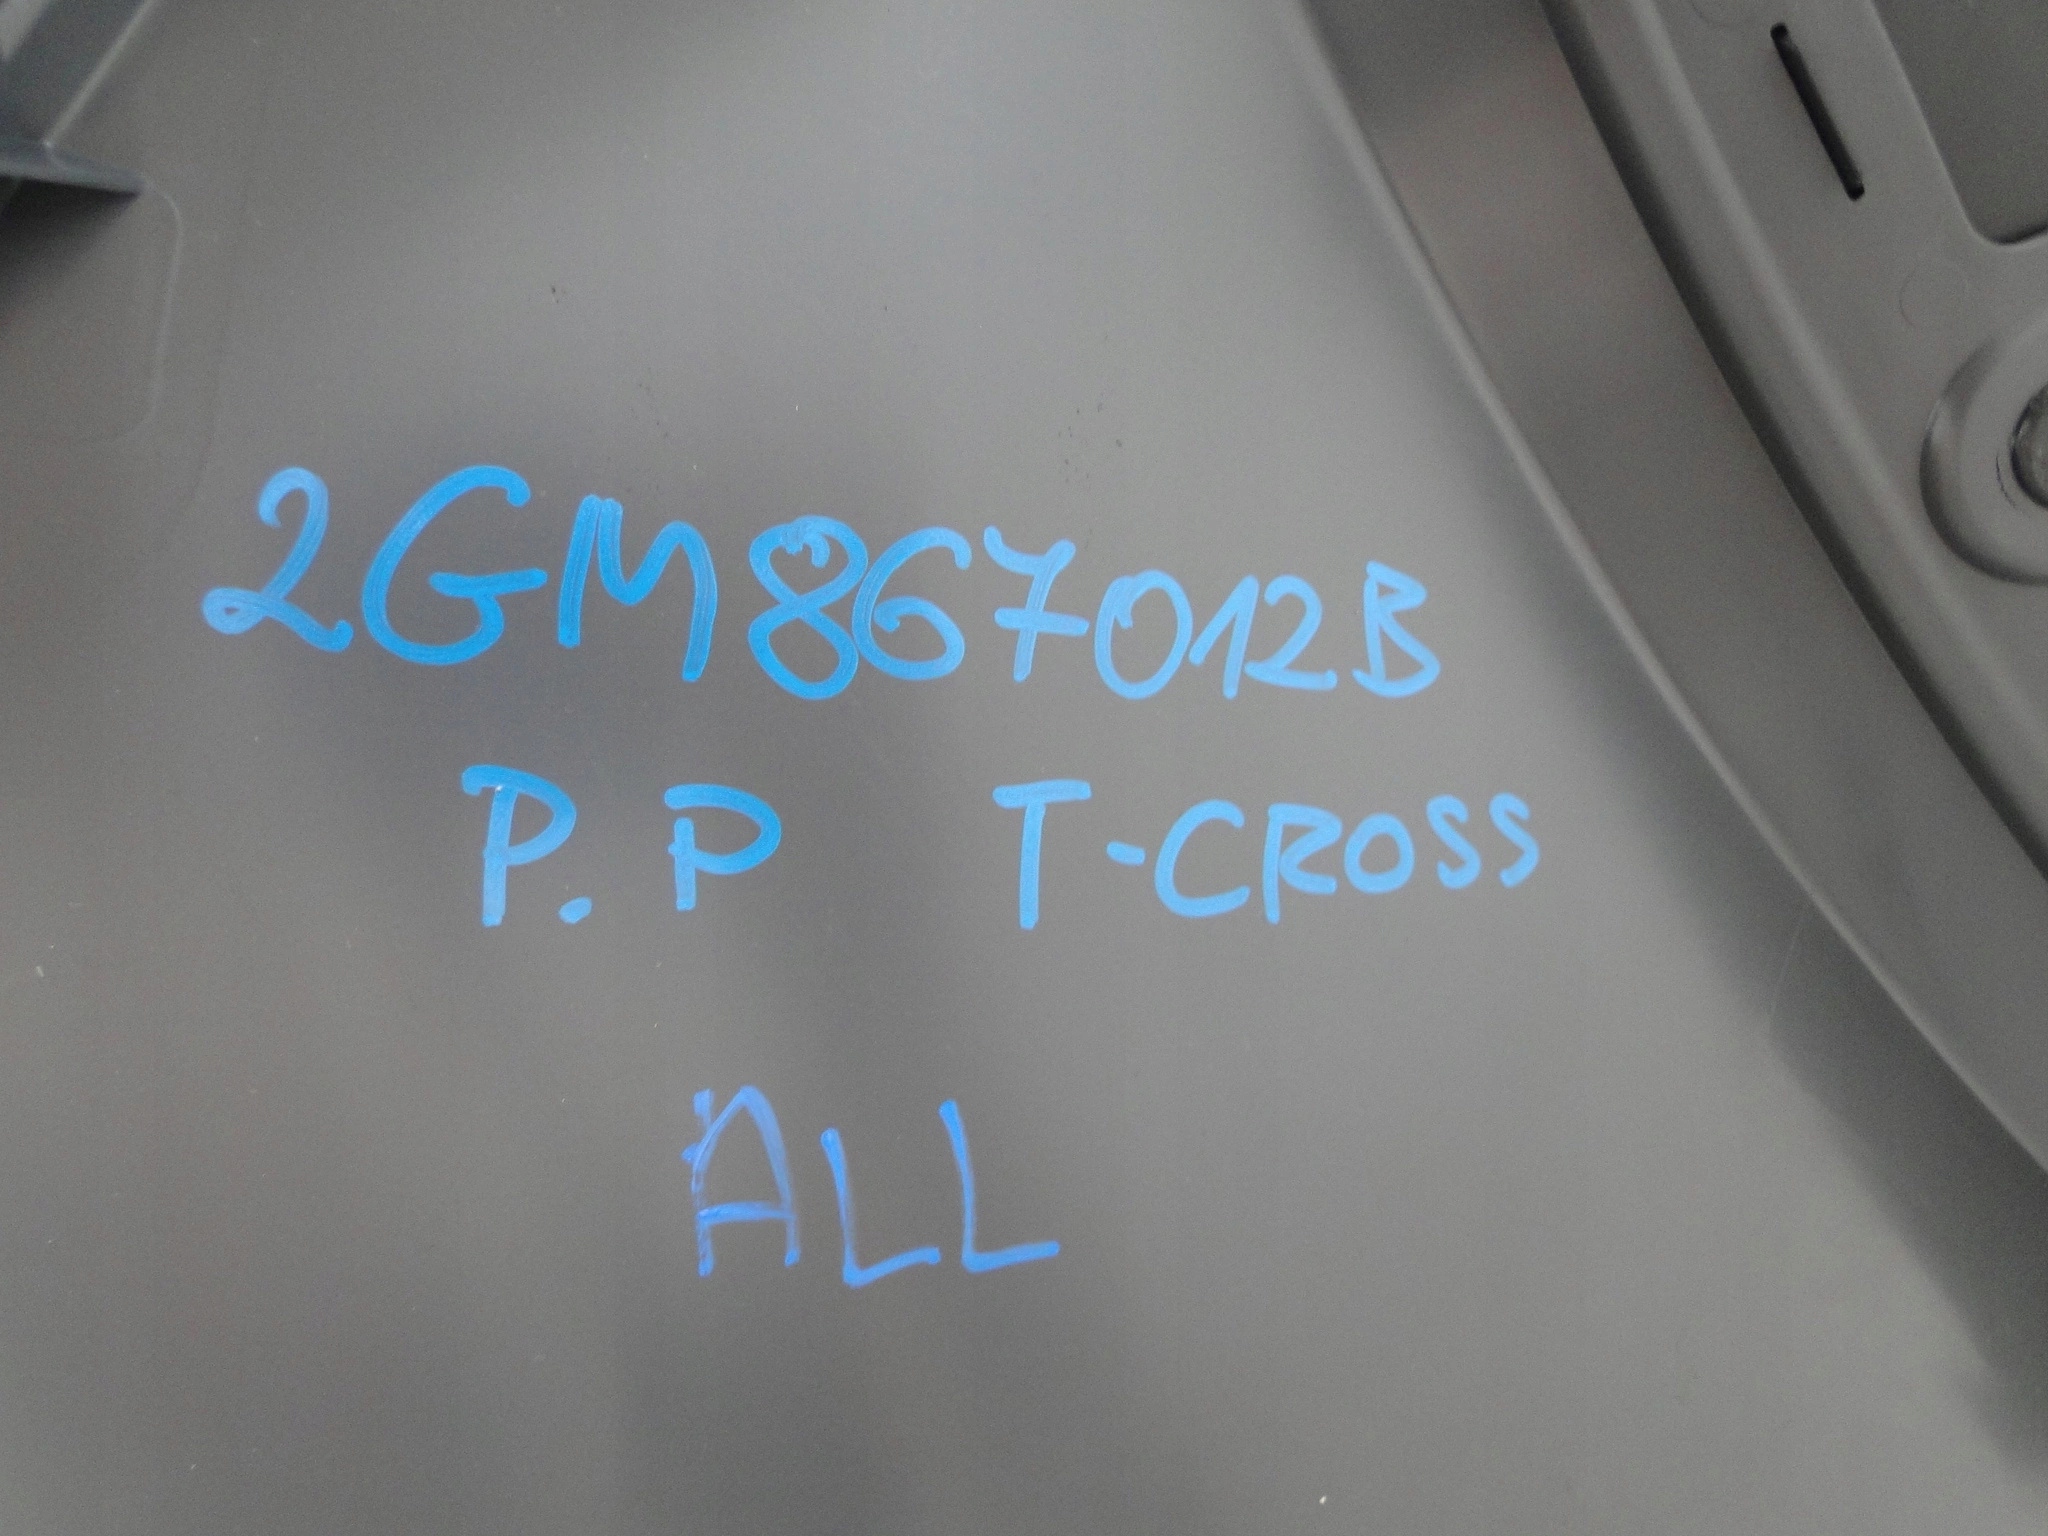 2GM867012B
P.P T-CROSS
ALL